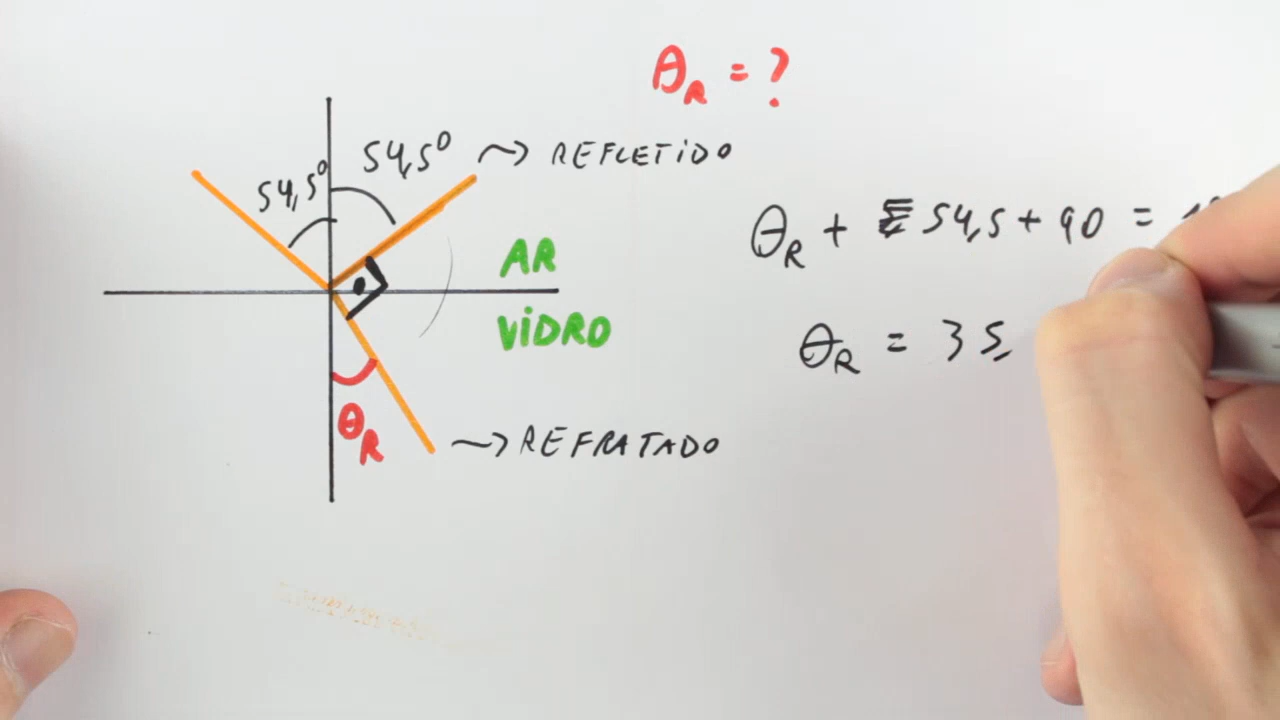 θR = ?
54,5°
54,5° ~> REFLETIDO
AR
VIDRO
θR
~> REFRATADO
θR + 54,5 + 90 =
θR = 35,